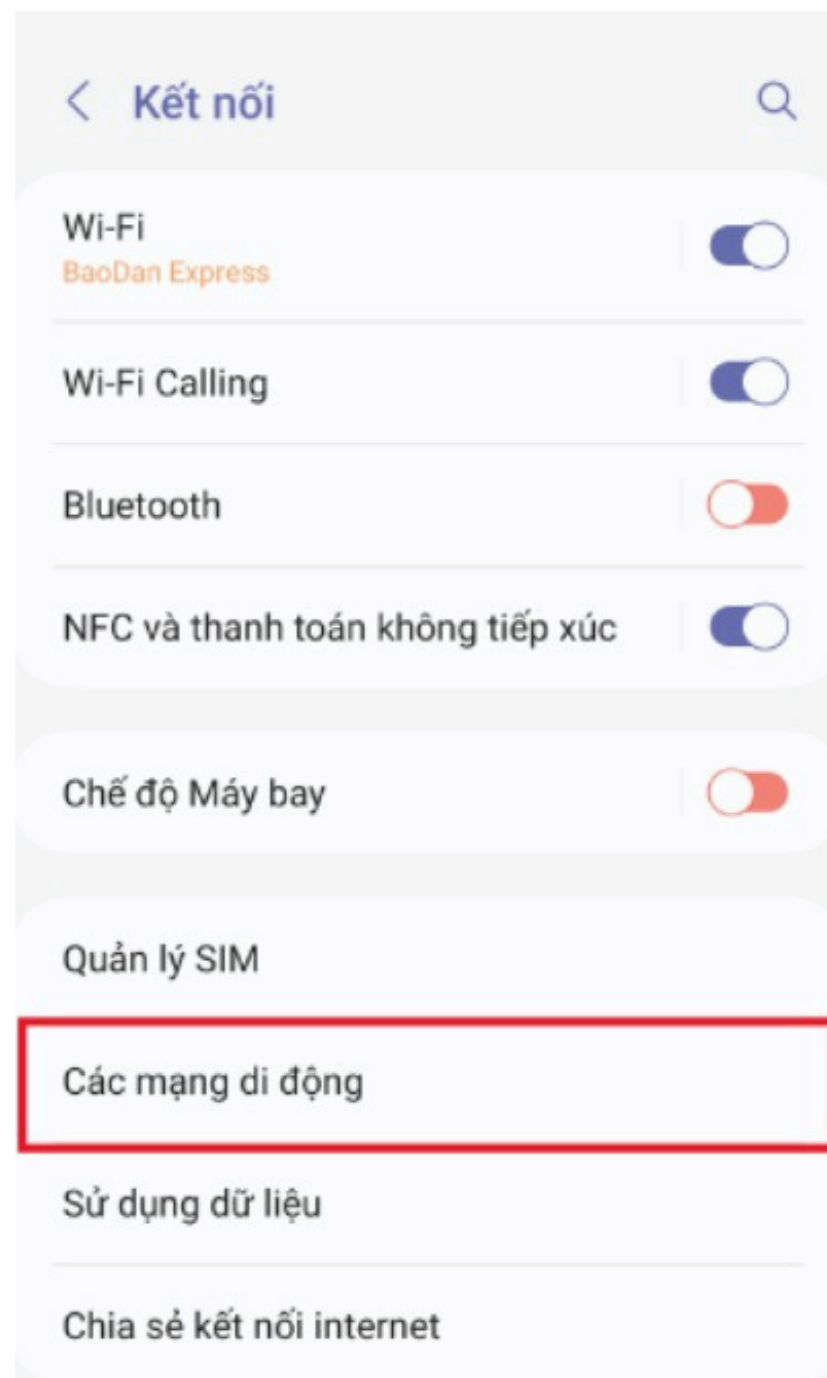 Kết nối
Wi-Fi
BaoDan Express
Wi-Fi Calling
Bluetooth
NFC và thanh toán không tiếp xúc
Chế độ Máy bay
Quản lý SIM
Các mạng di động
Sử dụng dữ liệu
Chia sẻ kết nối internet